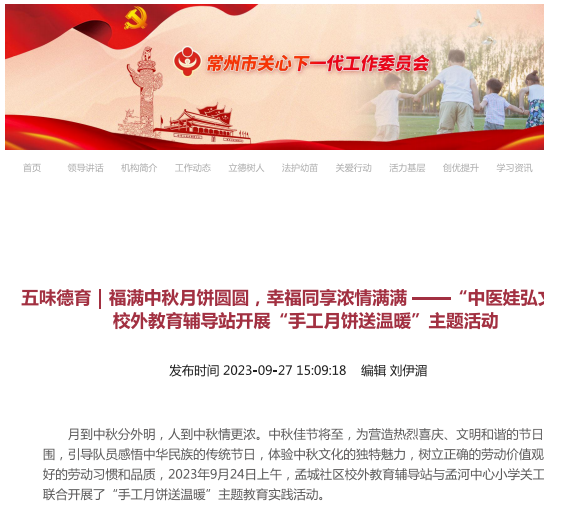 常州市关心下一代工作委员会
首页 领导讲话 机构简介 工作动态 立德树人 法护幼苗 关爱行动 活力基层 创优提升 学习资讯
五味德育｜福满中秋月饼圆圆，幸福同享浓情满满 ——“中医娃弘文
校外教育辅导站开展“手工月饼送温暖”主题活动
发布时间 2023-09-27 15:09:18 编辑 刘伊湄
月到中秋分外明，人到中秋情更浓。中秋佳节将至，为营造热烈喜庆、文明和谐的节日
围，引导队员感悟中华民族的传统节日，体验中秋文化的独特魅力，树立正确的劳动价值观
好的劳动习惯和品质，2023年9月24日上午，孟城社区校外教育辅导站与孟河中心小学关工
联合开展了“手工月饼送温暖”主题教育实践活动。